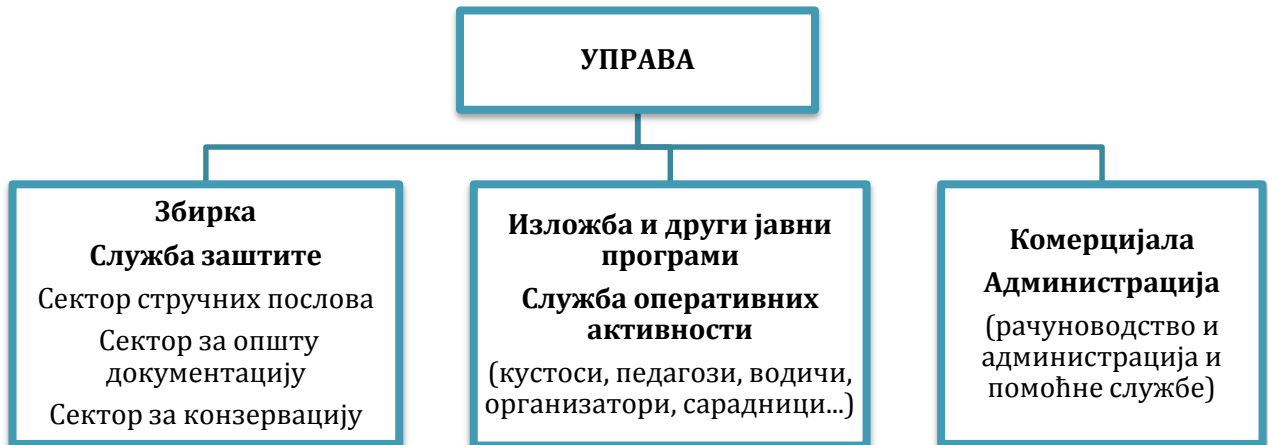 УПРАВА
Збирка
Служба заштите
Сектор стручних послова
Сектор за општу
документацију
Сектор за конзервацију
Изложба и други јавни
програми
Служба оперативних
активности
(кустоси, педагози, водичи,
организатори, сарадници...)
Комерцијала
Администрација
(рачуноводство и
администрација и
помоћне службе)